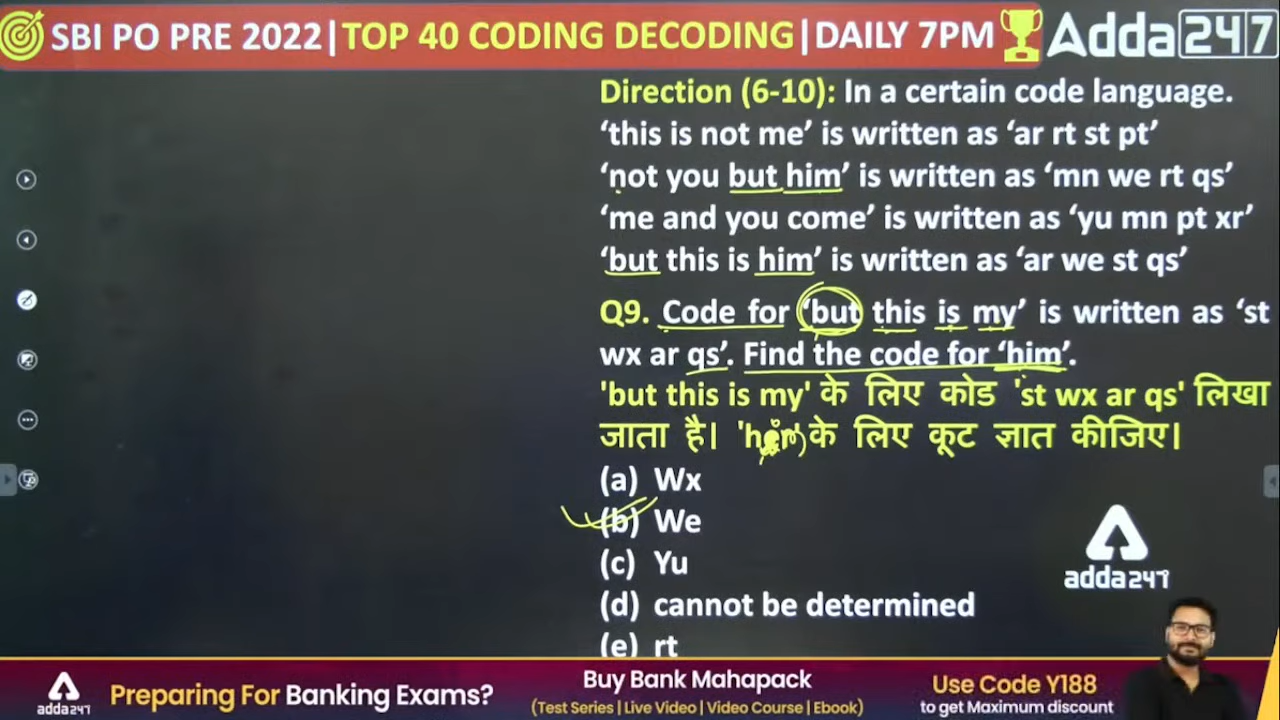 SBI PO PRE 2022|TOP 40 CODING DECODING|DAILY 7PM Adda247
Direction (6-10): In a certain code language.
‘this is not me’ is written as ‘ar rt st pt’
‘not you but him’ is written as ‘mn we rt qs’
‘me and you come’ is written as ‘yu mn pt xr’
‘but this is him’ is written as ‘ar we st qs’
Q9. Code for ‘but this is my’ is written as ‘st
wx ar qs’. Find the code for ‘him’.
'but this is my' के लिए कोड 'st wx ar qs' लिखा
जाता है। के लिए कूट ज्ञात कीजिए।
(a) Wx
(b) We
(c) Yu
(d) cannot be determined
(e) rt
adda247
adda247
Preparing For Banking Exams?
Buy Bank Mahapack
(Test Series | Live Video | Video Course | Ebook)
Use Code Y188
to get Maximum discount